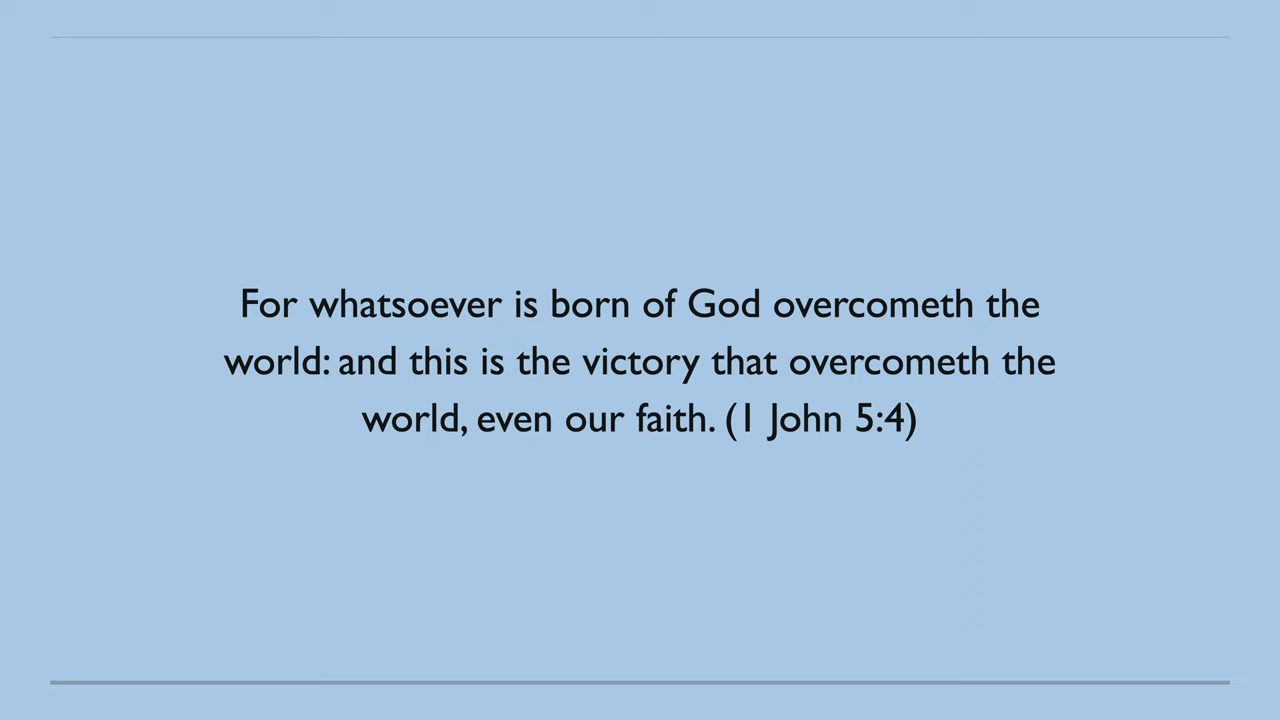 For whatsoever is born of God overcometh the
world: and this is the victory that overcometh the
world, even our faith. (1 John 5:4)